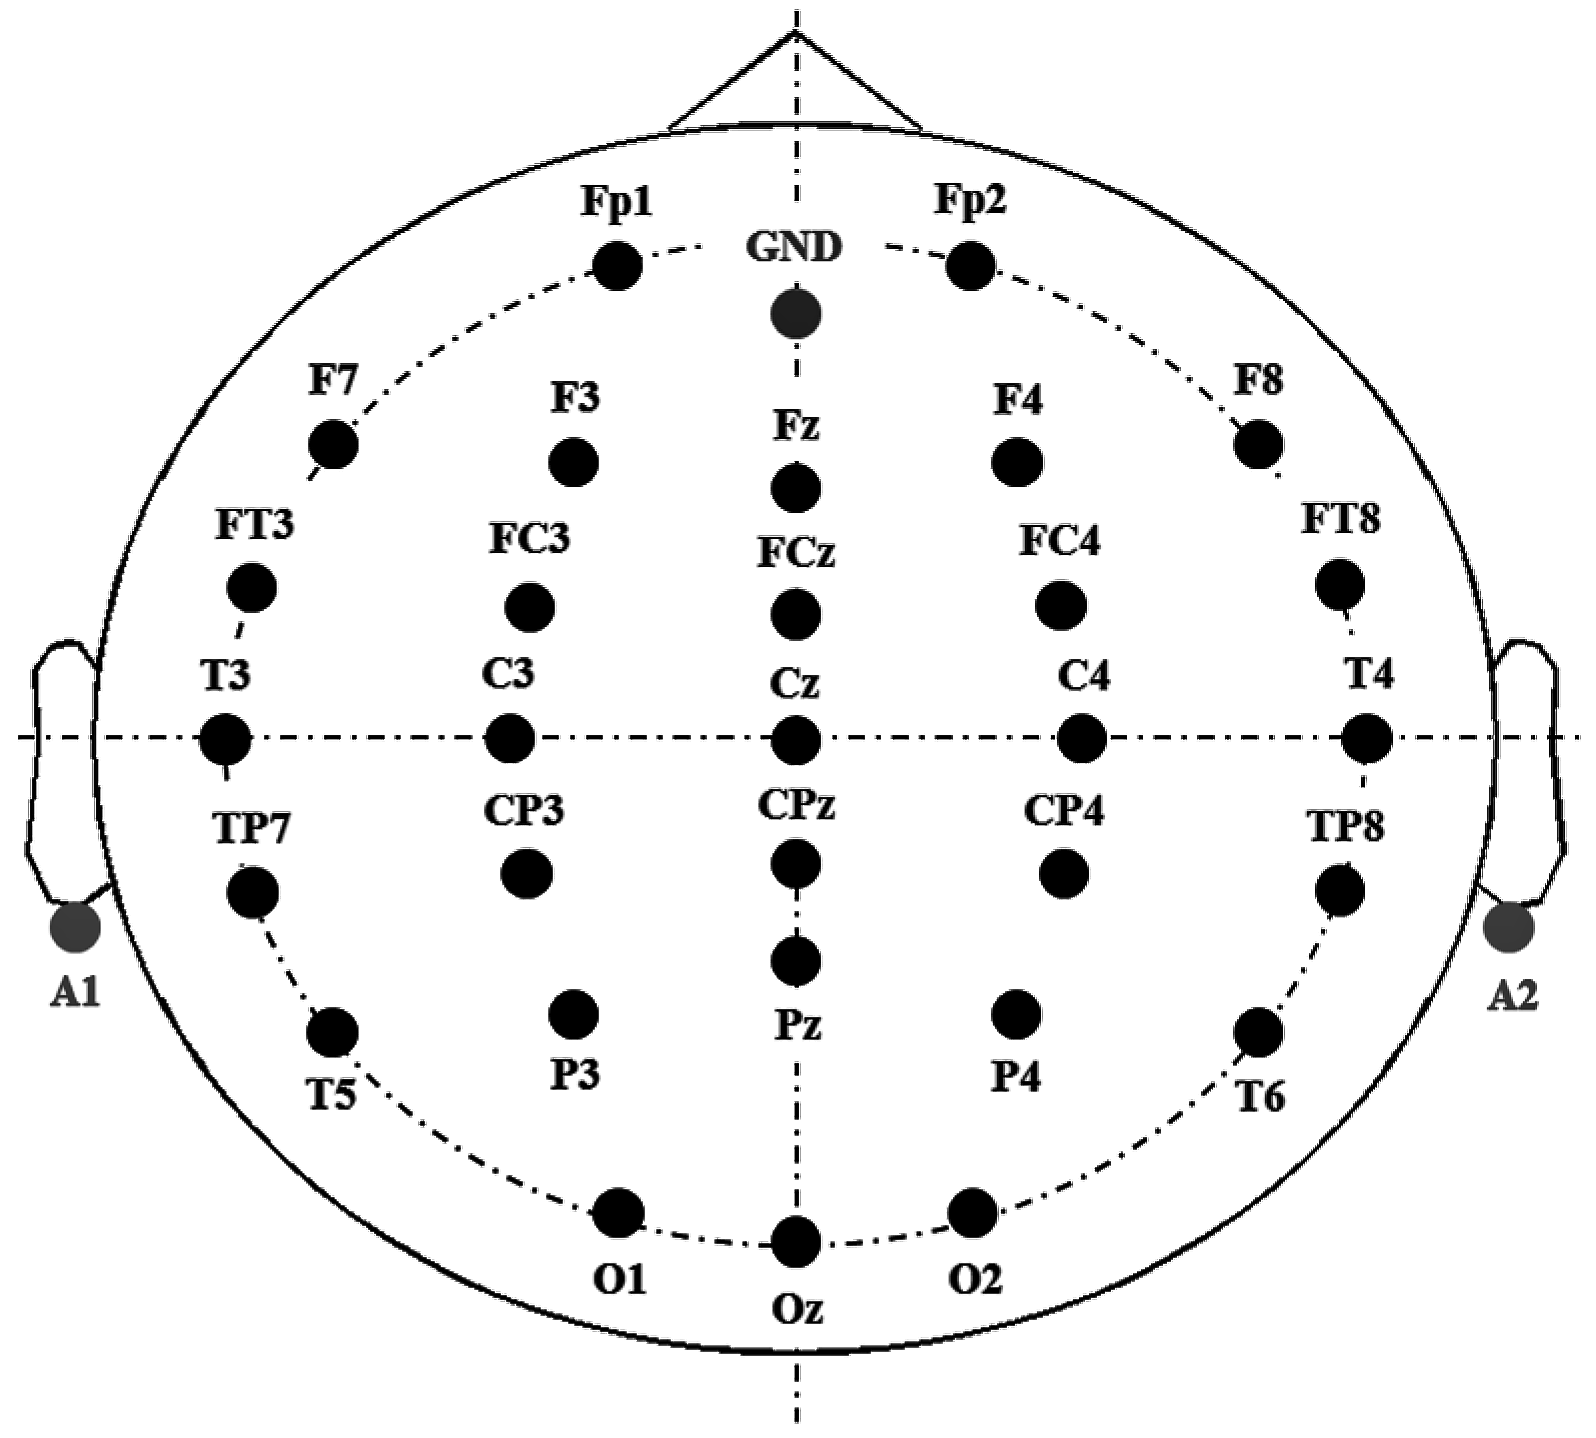 Fp1 Fp2
GND
F7 F3 Fz F4 F8
FT3 FC3 FCz FC4 FT8
T3 C3 Cz C4 T4
TP7 CP3 CPz CP4 TP8
A1 A2
T5 P3 Pz P4 T6
O1 Oz O2